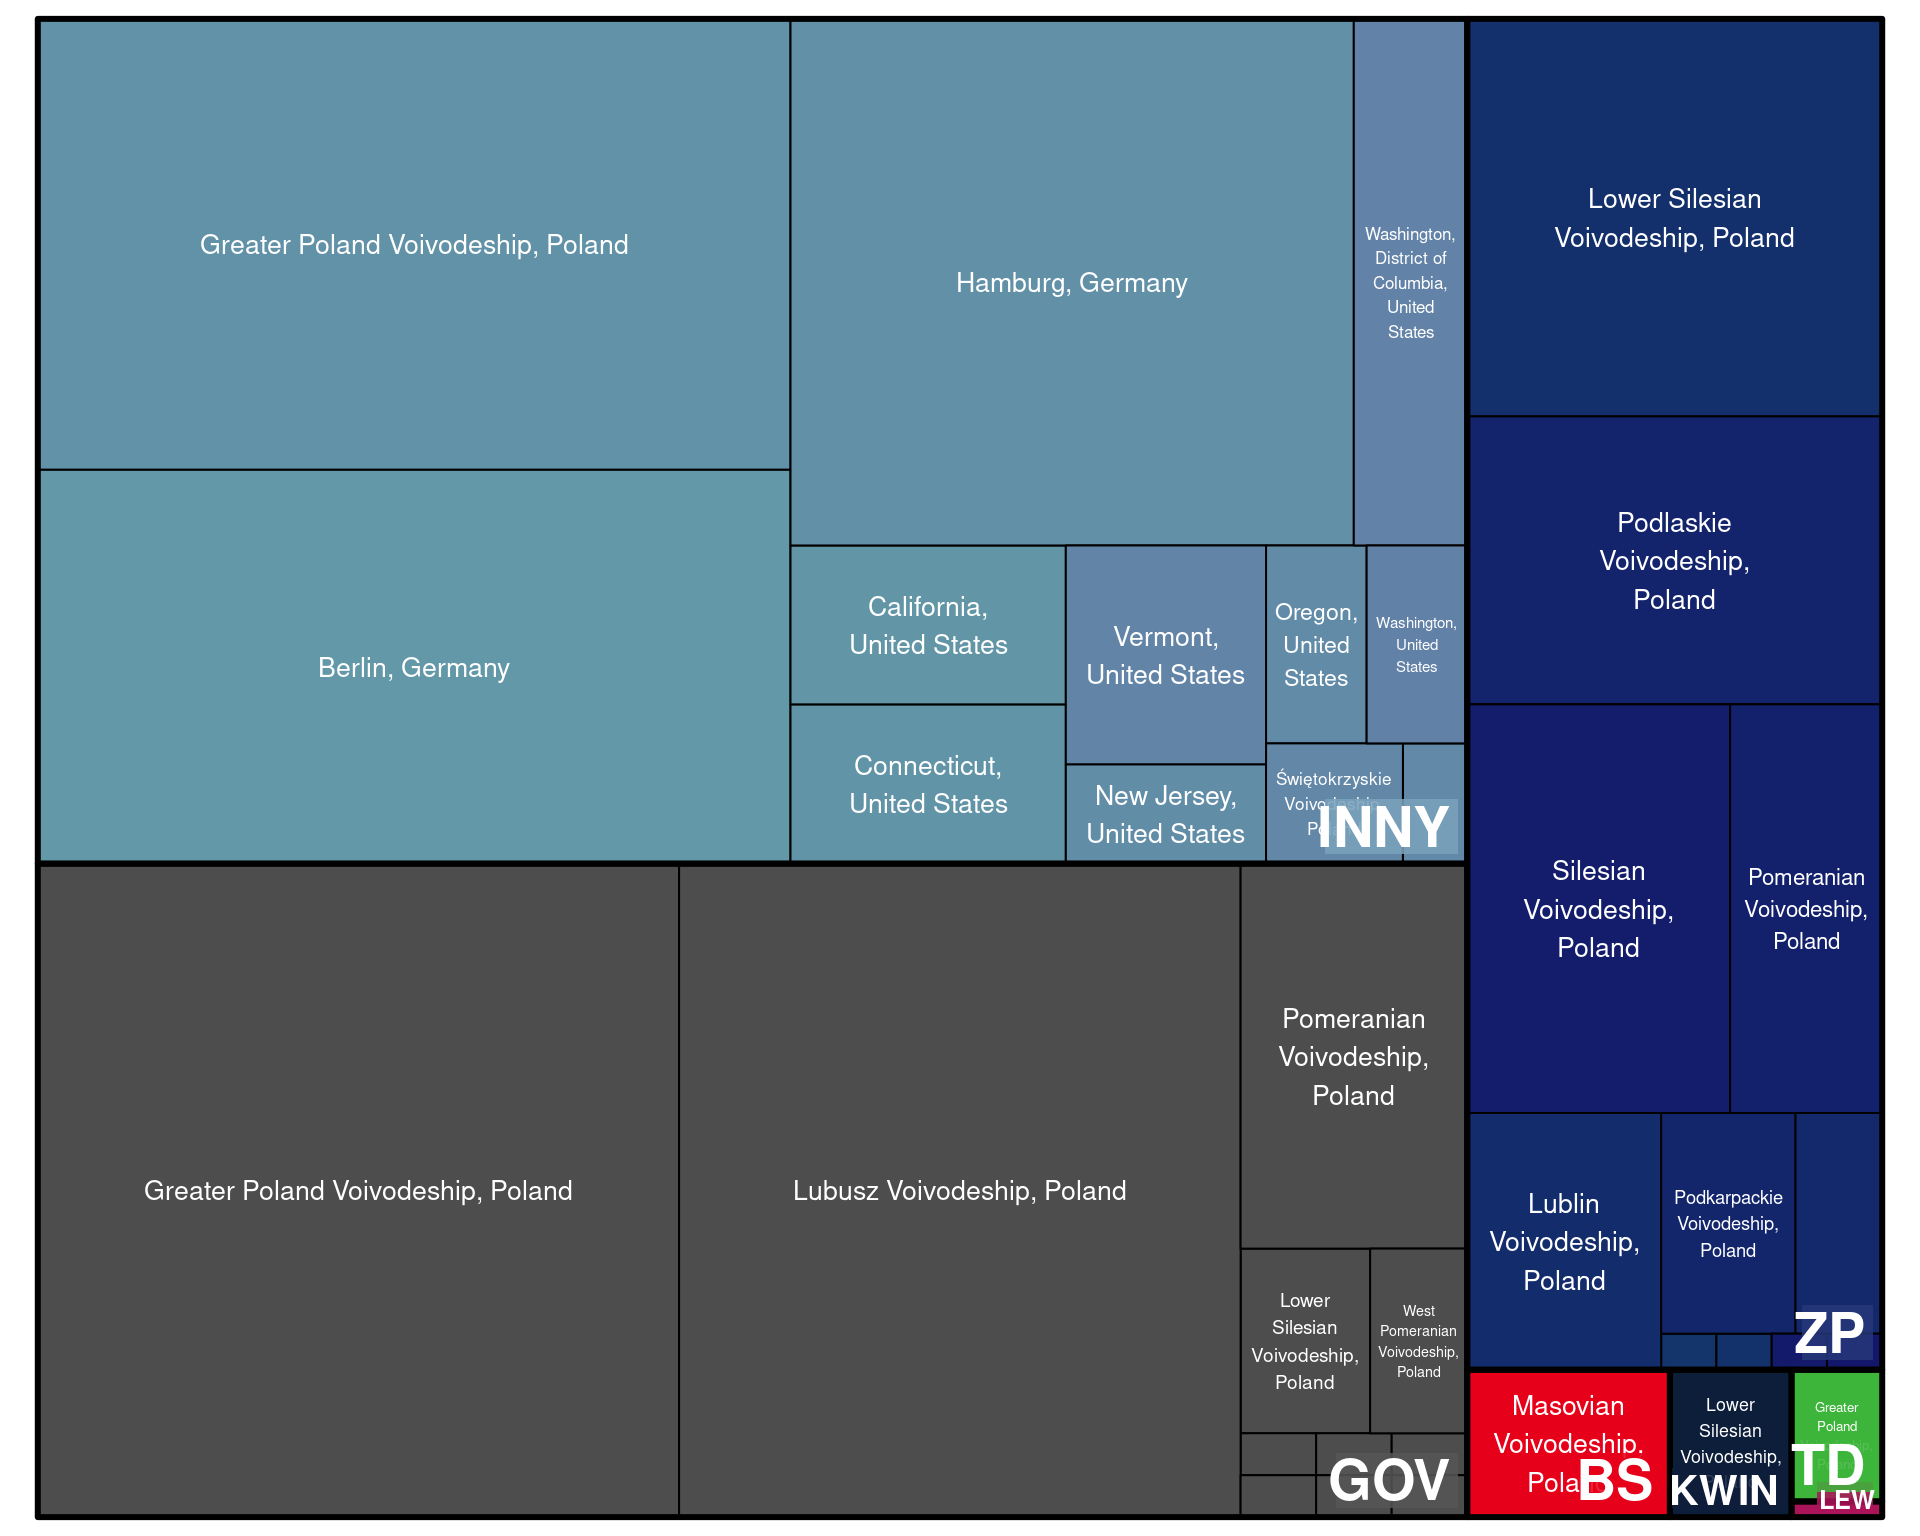 Greater Poland Voivodeship, Poland
Berlin, Germany
Hamburg, Germany
Washington,
District of
Columbia,
United
States
California,
United States
Connecticut,
United States
Vermont,
United States
New Jersey,
United States
Oregon,
United
States
Washington,
United
States
Świętokrzyskie
INNY
Greater Poland Voivodeship, Poland
Lubusz Voivodeship, Poland
Pomeranian
Voivodeship,
Poland
Lower
Silesian
Voivodeship,
Poland
West
Pomeranian
Voivodeship,
Poland
GOV
Lower Silesian
Voivodeship, Poland
Podlaskie
Voivodeship,
Poland
Silesian
Voivodeship,
Poland
Pomeranian
Voivodeship,
Poland
Lublin
Voivodeship,
Poland
Podkarpackie
Voivodeship,
Poland
ZP
Masovian
Voivodeship,
BS
Lower
Silesian
Voivodeship,
KWIN
Greater
Poland
TD
LEW